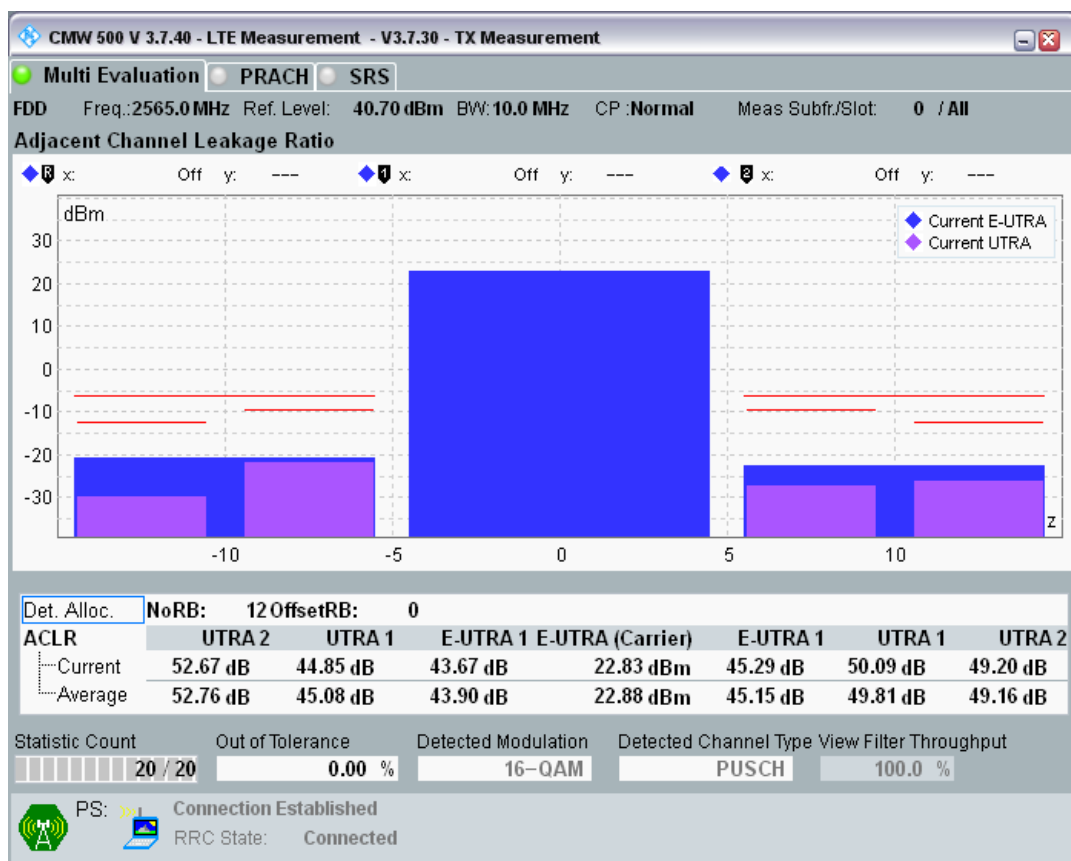 CMW 500 V 3.7.40 - LTE Measurement - V3.7.30 - TX Measurement
Multi Evaluation PRACH SRS
FDD Freq.:2565.0 MHz Ref. Level: 40.70 dBm BW: 10.0 MHz CP :Normal Meas Subfr./Slot: 0 / All
Adjacent Channel Leakage Ratio
R x: Off y: --- 1 x: Off y: --- 2 x: Off y: ---
dBm
Current E-UTRA
Current UTRA
30
20
10
0
-10
-20
-30
z
-10 -5 0 5 10
Det. Alloc. NoRB: 12 OffsetRB: 0
ACLR UTRA 2 UTRA 1 E-UTRA 1 E-UTRA (Carrier) E-UTRA 1 UTRA 1 UTRA 2
Current 52.67 dB 44.85 dB 43.67 dB 22.83 dBm 45.29 dB 50.09 dB 49.20 dB
Average 52.76 dB 45.08 dB 43.90 dB 22.88 dBm 45.15 dB 49.81 dB 49.16 dB
Statistic Count Out of Tolerance Detected Modulation Detected Channel Type View Filter Throughput
20 / 20 0.00 % 16-QAM PUSCH 100.0 %
PS: Connection Established
RRC State: Connected